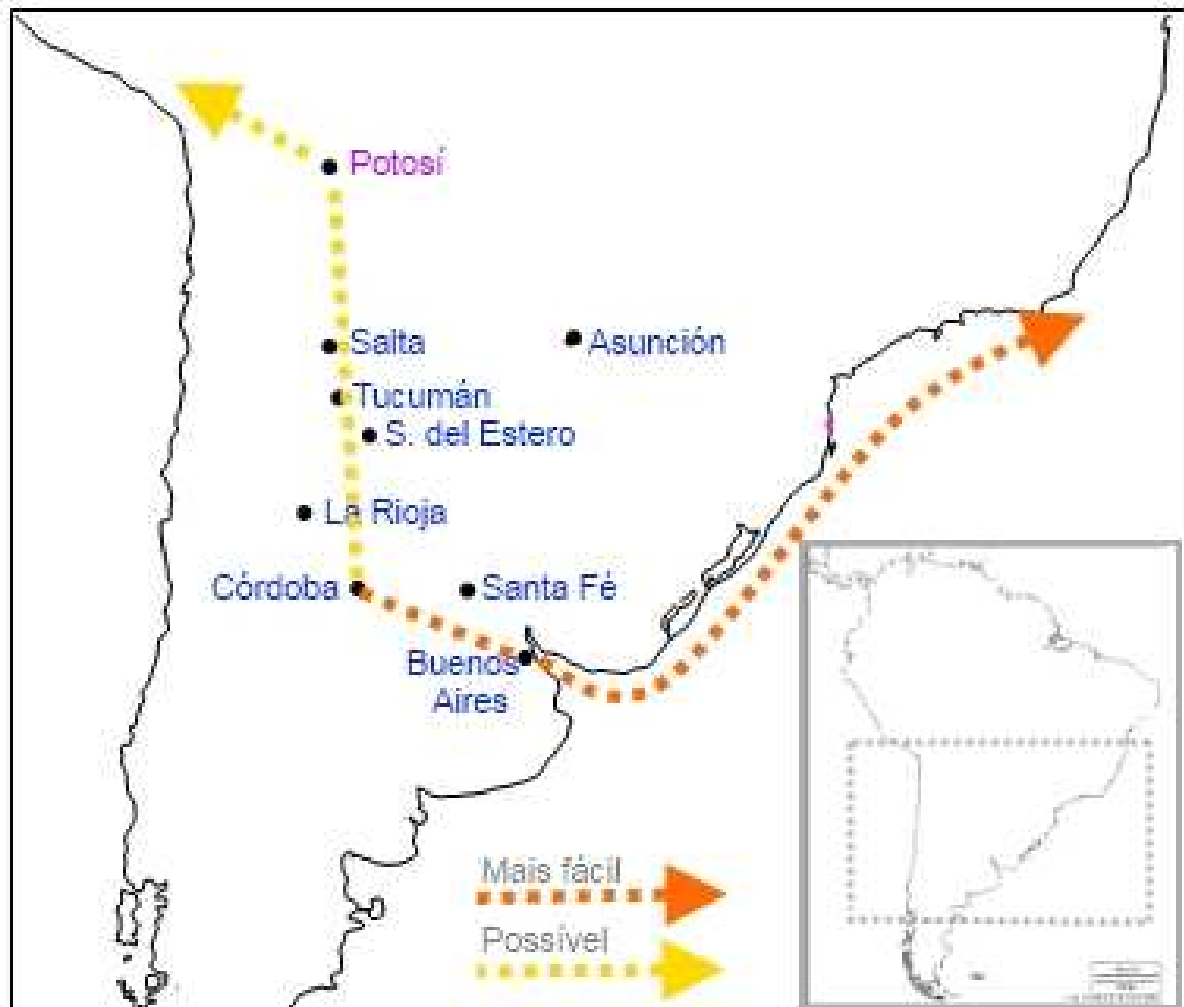 Potosí
Salta
Asunción
Tucumán
S. del Estero
La Rioja
Córdoba
Santa Fé
Buenos
Aires
Mais fácil
Possível